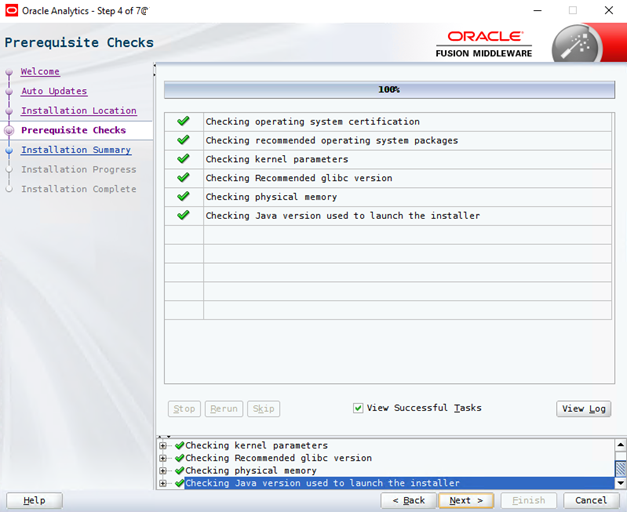 Oracle Analytics - Step 4 of 7@
Prerequisite Checks
ORACLE
FUSION MIDDLEWARE
Welcome
Auto Updates
Installation Location
Prerequisite Checks
Installation Summary
Installation Progress
Installation Complete
100%
Checking operating system certification
Checking recommended operating system packages
Checking kernel parameters
Checking Recommended glibc version
Checking physical memory
Checking Java version used to launch the installer
Stop Rerun Skip View Successful Tasks View Log
Checking kernel parameters
Checking Recommended glibc version
Checking physical memory
Checking Java version used to launch the installer
Help < Back Next > Finish Cancel